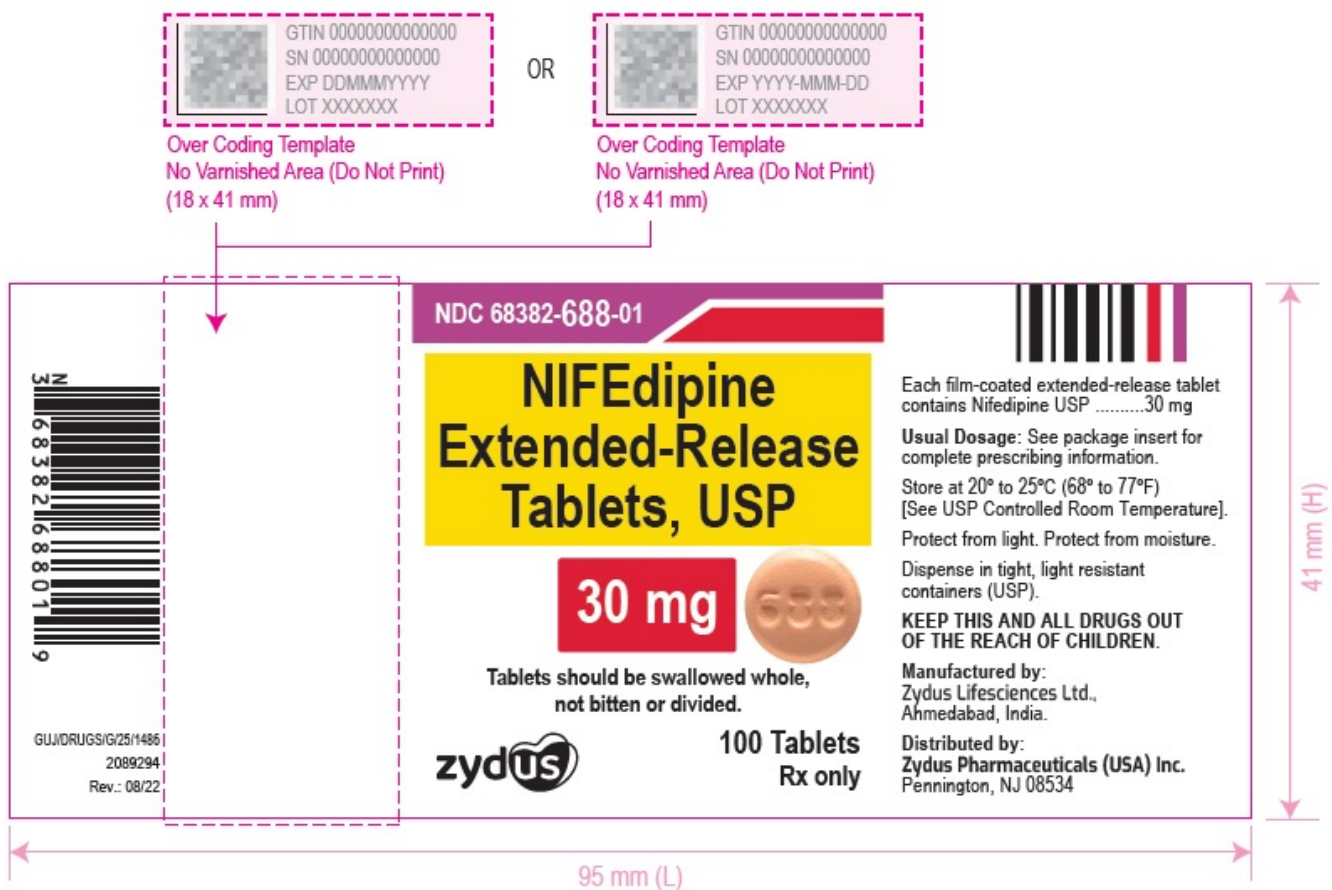 GTIN 00000000000000
SN 00000000000000
EXP DDMMMYYYY
LOT XXXXXXX
Over Coding Template
No Varnished Area (Do Not Print)
(18 x 41 mm)
OR
GTIN 00000000000000
SN 00000000000000
EXP YYYY-MMM-DD
LOT XXXXXXX
Over Coding Template
No Varnished Area (Do Not Print)
(18 x 41 mm)
N
3 68382 68801 9
GUJ/DRUGS/G/25/1486
2089294
Rev.: 08/22
NDC 68382-688-01
NIFEdipine
Extended-Release
Tablets, USP
30 mg
688
Tablets should be swallowed whole,
not bitten or divided.
zydus
100 Tablets
Rx only
Each film-coated extended-release tablet
contains Nifedipine USP ..........30 mg
Usual Dosage: See package insert for
complete prescribing information.
Store at 20° to 25°C (68° to 77°F)
[See USP Controlled Room Temperature].
Protect from light. Protect from moisture.
Dispense in tight, light resistant
containers (USP).
KEEP THIS AND ALL DRUGS OUT
OF THE REACH OF CHILDREN.
Manufactured by:
Zydus Lifesciences Ltd.,
Ahmedabad, India.
Distributed by:
Zydus Pharmaceuticals (USA) Inc.
Pennington, NJ 08534
41 mm (H)
95 mm (L)